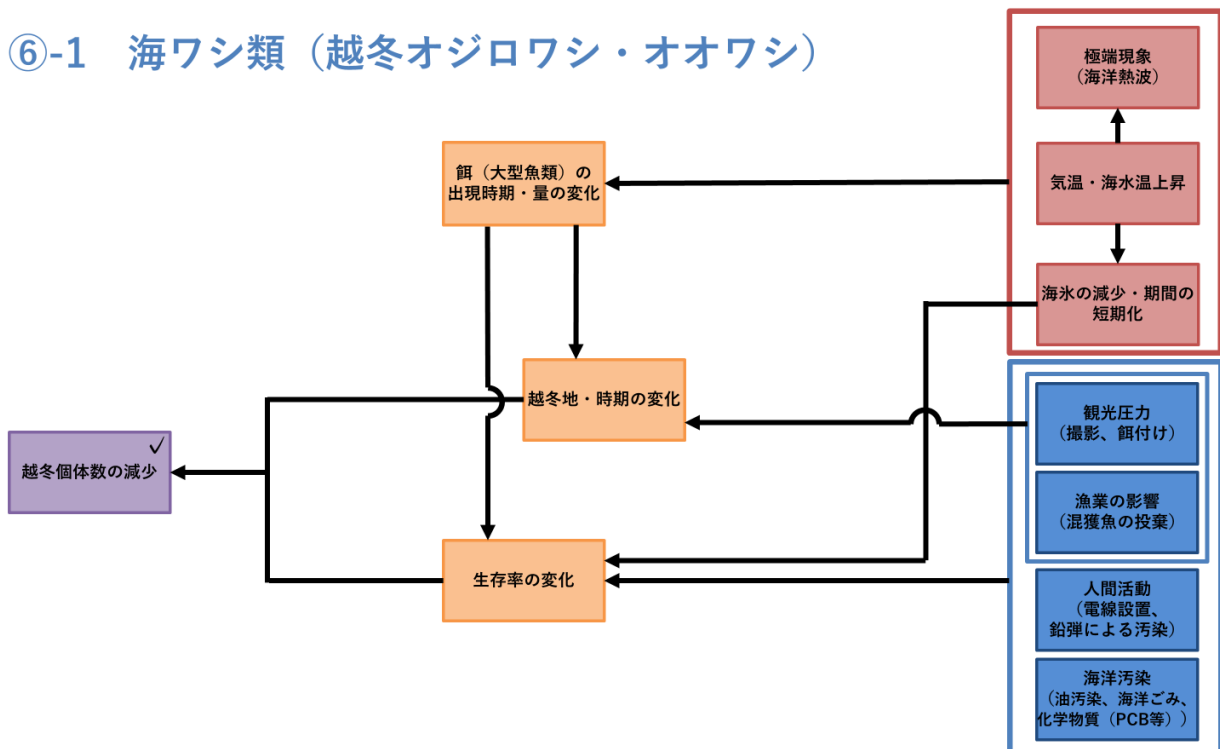 ⑥-1　海ワシ類（越冬オジロワシ・オオワシ）
極端現象
（海洋熱波）
餌（大型魚類）の
出現時期・量の変化
気温・海水温上昇
海氷の減少・期間の
短期化
越冬地・時期の変化
観光圧力
（撮影、餌付け）
✓
越冬個体数の減少
漁業の影響
（混獲魚の投棄）
生存率の変化
人間活動
（電線設置、
鉛弾による汚染）
海洋汚染
（油汚染、海洋ごみ、
化学物質（PCB等））